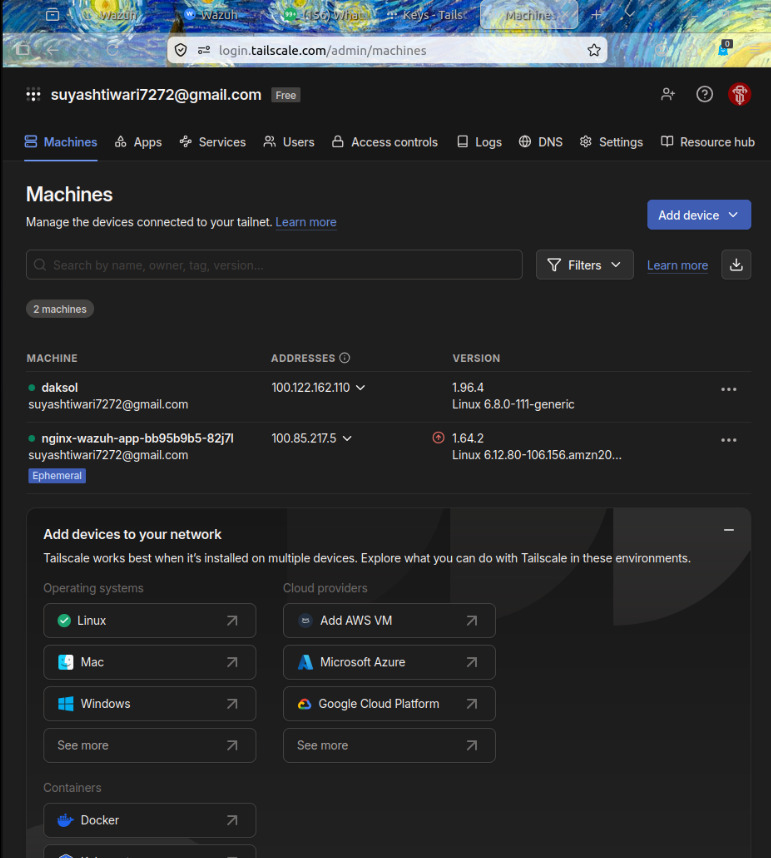 Wazuh
Wazuh
(156) What
Keys - Tails
Machines
login.tailscale.com/admin/machines
0
suyashtiwari7272@gmail.com Free
Machines Apps Services Users Access controls Logs DNS Settings Resource hub
Machines
Manage the devices connected to your tailnet. Learn more
Add device
Search by name, owner, tag, version...
Filters
Learn more
2 machines
MACHINE ADDRESSES VERSION
daksol 100.122.162.110 1.96.4
suyashtiwari7272@gmail.com Linux 6.8.0-111-generic
nginx-wazuh-app-bb95b9b5-82j7l 100.85.217.5 1.64.2
suyashtiwari7272@gmail.com Linux 6.12.80-106.156.amzn20...
Ephemeral
Add devices to your network
Tailscale works best when it's installed on multiple devices. Explore what you can do with Tailscale in these environments.
Operating systems Cloud providers
Linux Add AWS VM
Mac Microsoft Azure
Windows Google Cloud Platform
See more See more
Containers
Docker